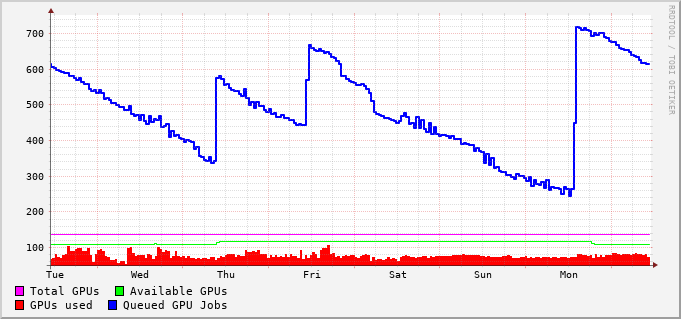 RRDTOOL / TOBI OETIKER
700
600
500
400
300
200
100
Tue Wed Thu Fri Sat Sun Mon
Total GPUs Available GPUs
GPUs used Queued GPU Jobs